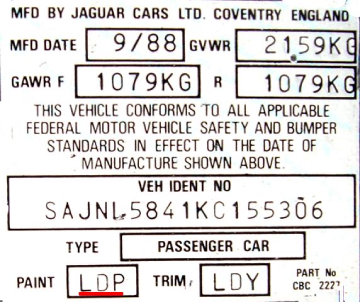 MFD BY JAGUAR CARS LTD. COVENTRY ENGLAND
MFD DATE 9/88 GVWR 2159KG
GAWR F 1079KG R 1079KG
THIS VEHICLE CONFORMS TO ALL APPLICABLE
FEDERAL MOTOR VEHICLE SAFETY AND BUMPER
STANDARDS IN EFFECT ON THE DATE OF
MANUFACTURE SHOWN ABOVE.
VEH IDENT NO
SAJNL5841KC155306
TYPE PASSENGER CAR
PAINT LDP TRIM LDY PART No
CBC 2227